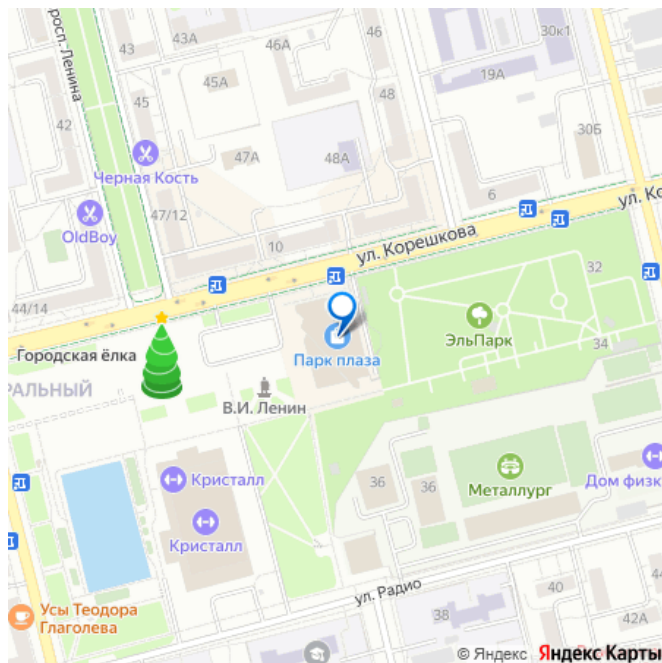 просп. Ленина
43
43А
46А
46
30к1
45А
19А
42
45
48
30Б
47А
48А
Черная Кость
6
47/12
OldBoy
10
ул. Корешкова
ул. Ко
44/14
32
Городская ёлка
Парк плаза
ЭльПарк
34
РАЛЬНЫЙ
В.И. Ленин
Кристалл
36
36
Металлург
Дом физк
Кристалл
ул. Радио
40
Усы Теодора
Глаголева
38
42А
© Яндекс Яндекс Карты